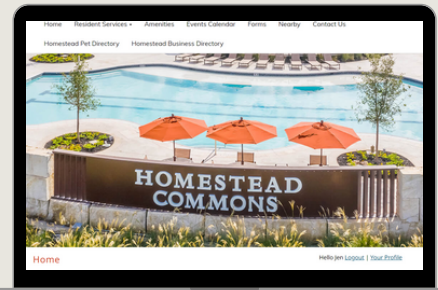 Home Resident Services Amenities Events Calendar Forms Nearby Contact Us
Homestead Pet Directory Homestead Business Directory
HOMESTEAD
COMMONS
Home
Hello Jen Logout | Your Profile